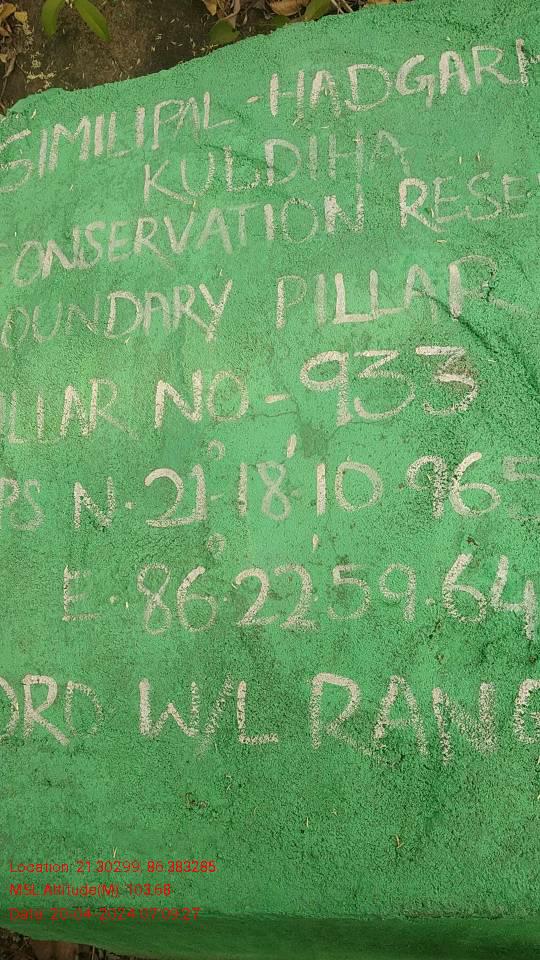 SIMILIPAL-HADGARH
KULDIHA
CONSERVATION RESE
OUNDARY PILLAR
ILLAR NO-933
PS N.21°-18'.10.965
E.86°.22'.59.64
ORD W/L RANG
Location: 21.30299, 86.383285
MSL Altitude(M): 103.68
Date: 20-04-2024 07:09:27